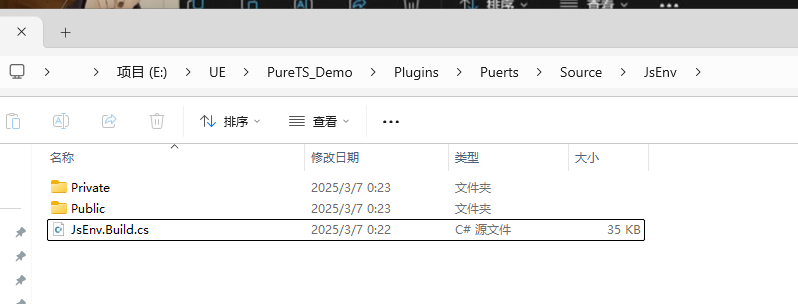 排序 查看
项目 (E:) UE PureTS_Demo Plugins Puerts Source JsEnv
排序 查看
名称 修改日期 类型 大小
Private 2025/3/7 0:23 文件夹
Public 2025/3/7 0:23 文件夹
JsEnv.Build.cs 2025/3/7 0:22 C# 源文件 35 KB